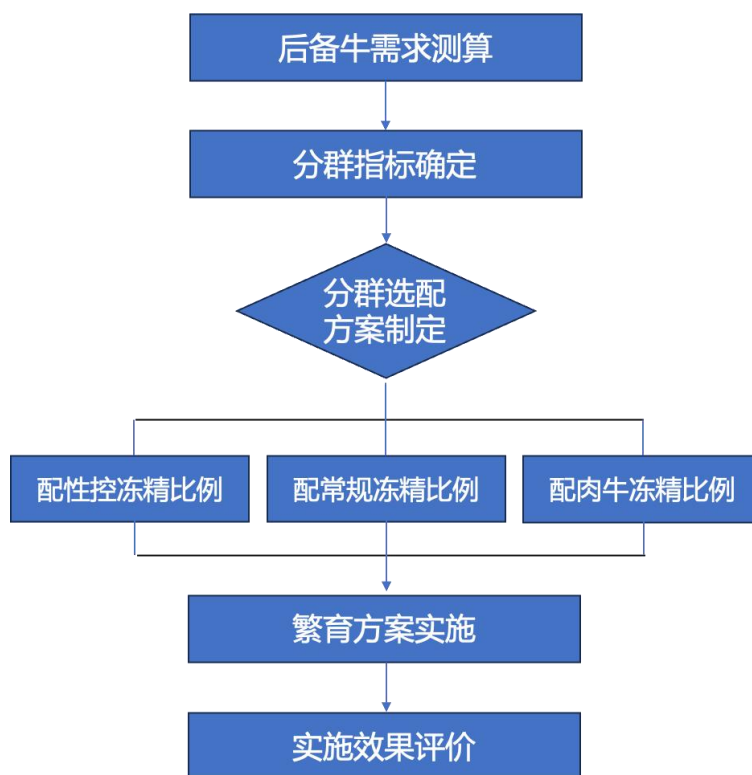 后备牛需求测算
分群指标确定
分群选配
方案制定
配性控冻精比例
配常规冻精比例
配肉牛冻精比例
繁育方案实施
实施效果评价